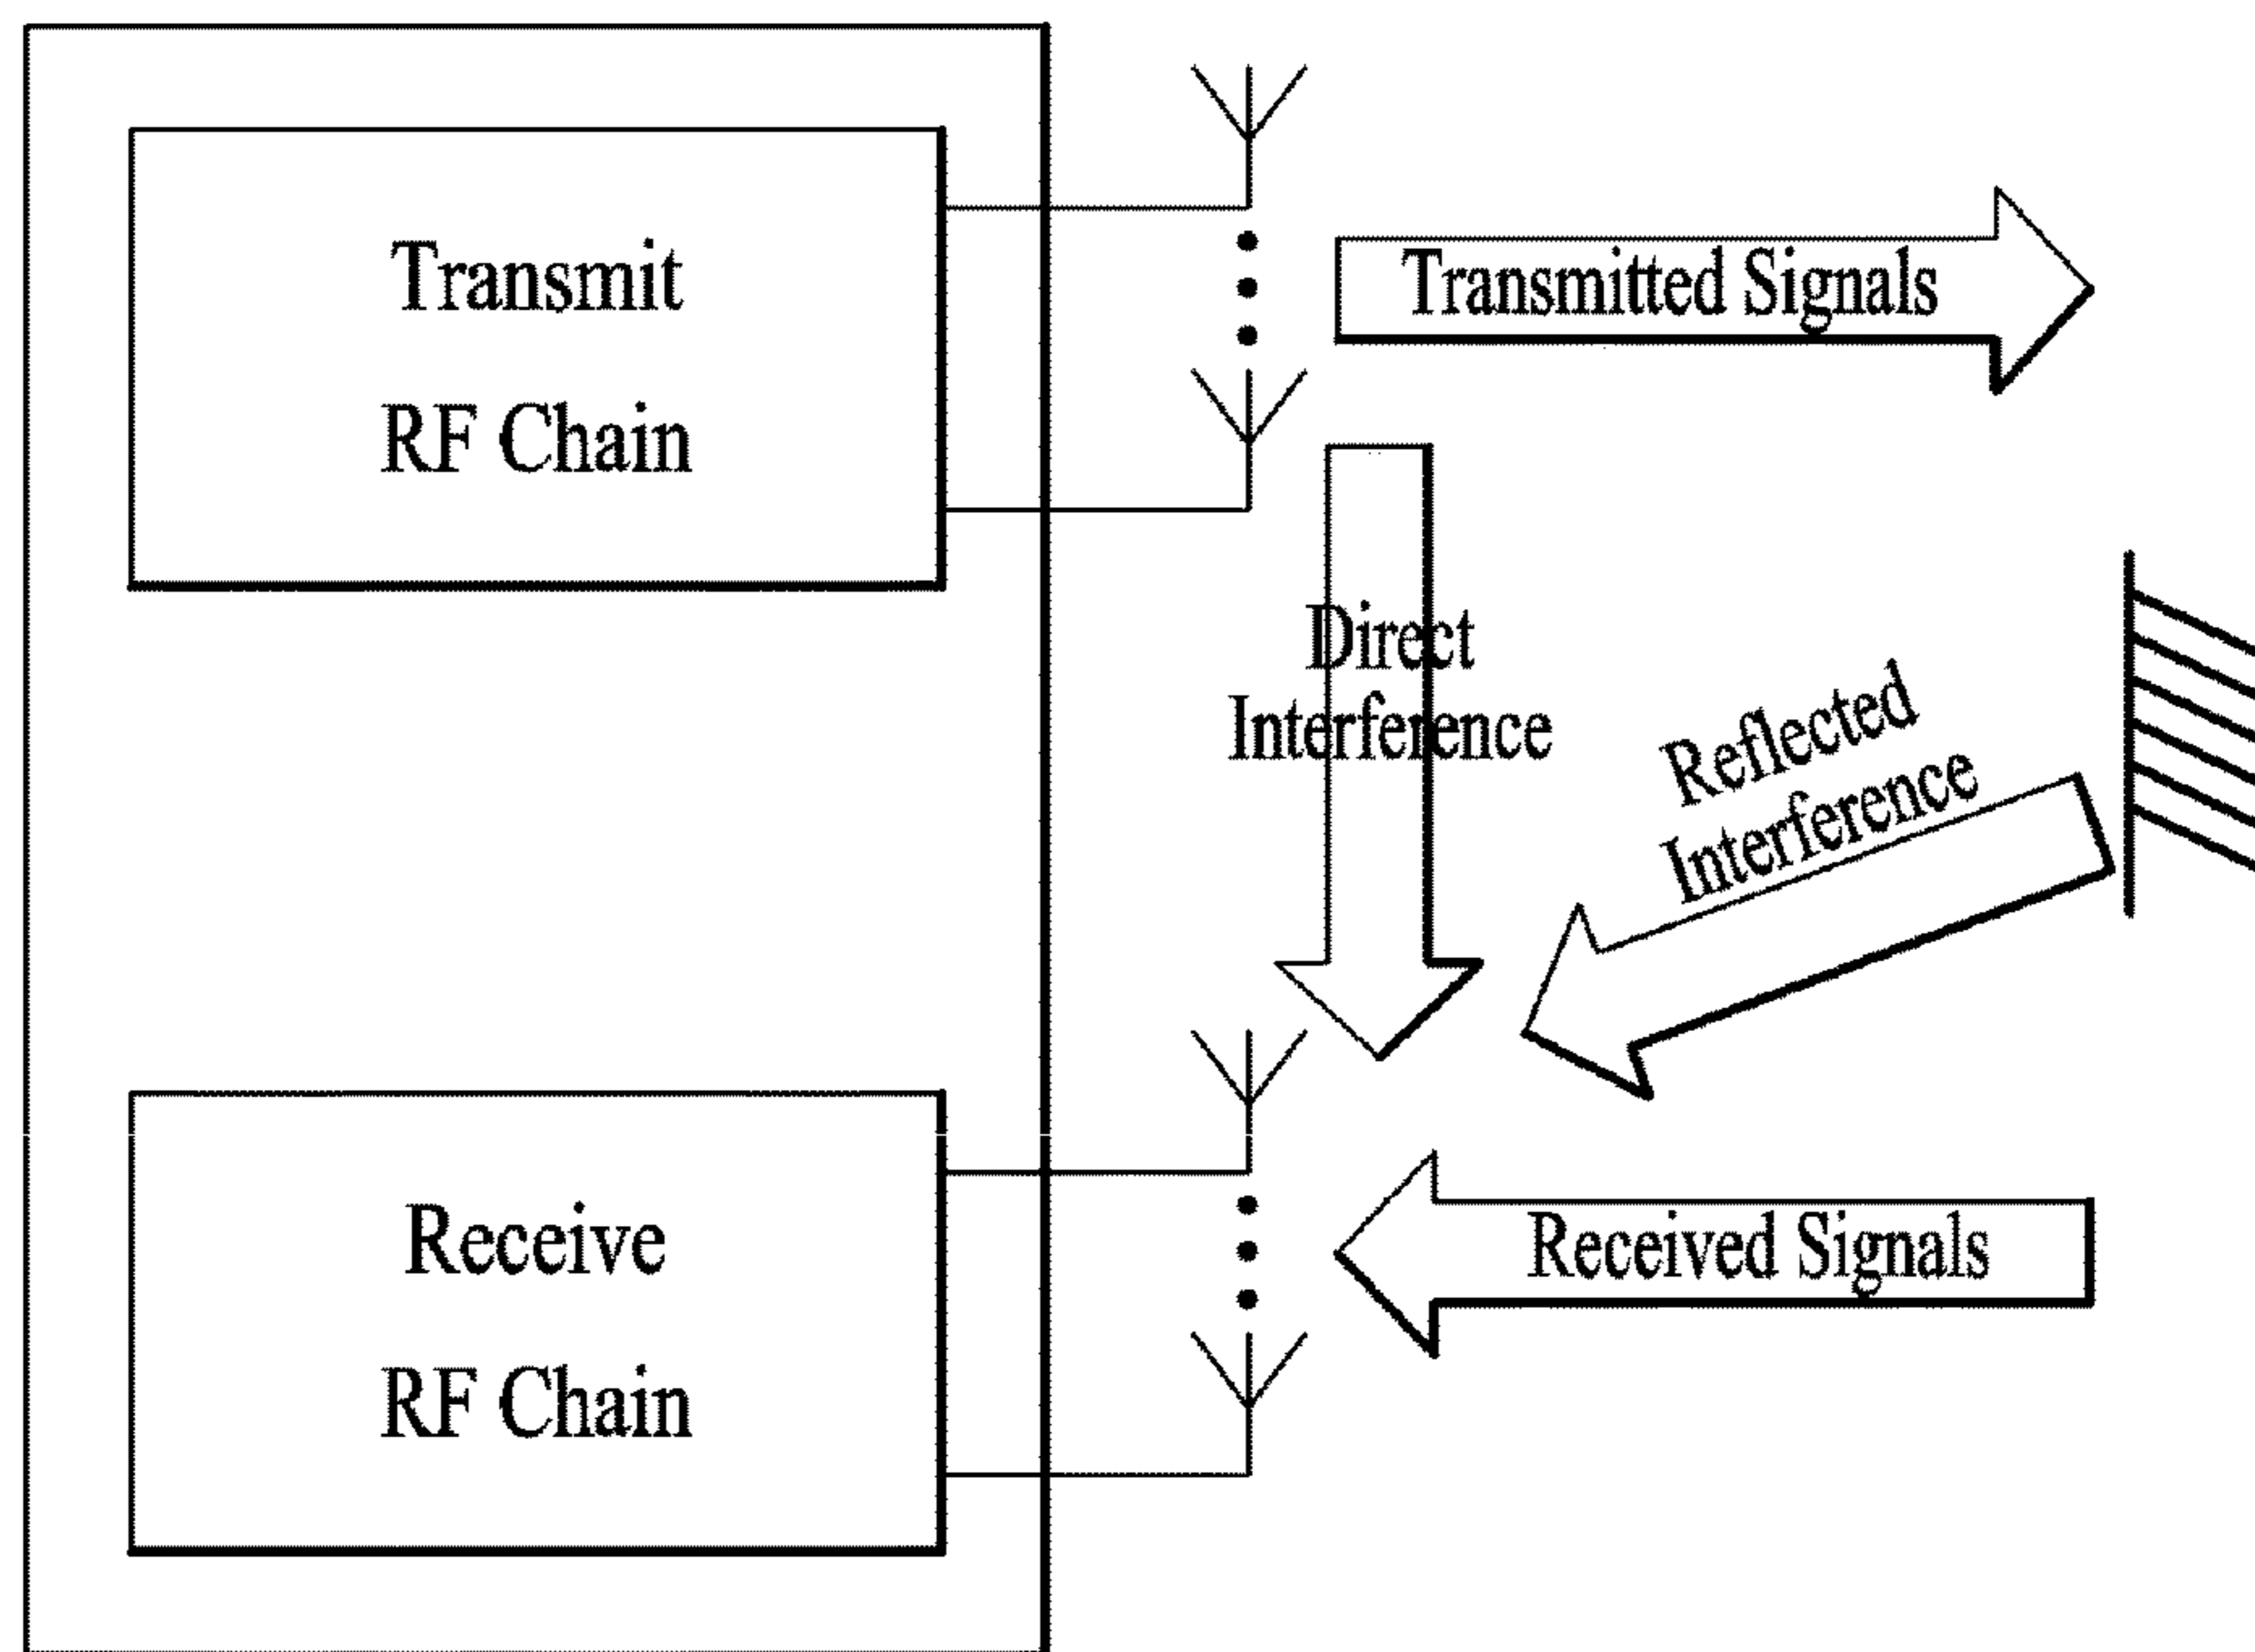 Transmit
RF Chain
Transmitted Signals
Direct
Interference
Reflected
Interference
Receive
RF Chain
Received Signals